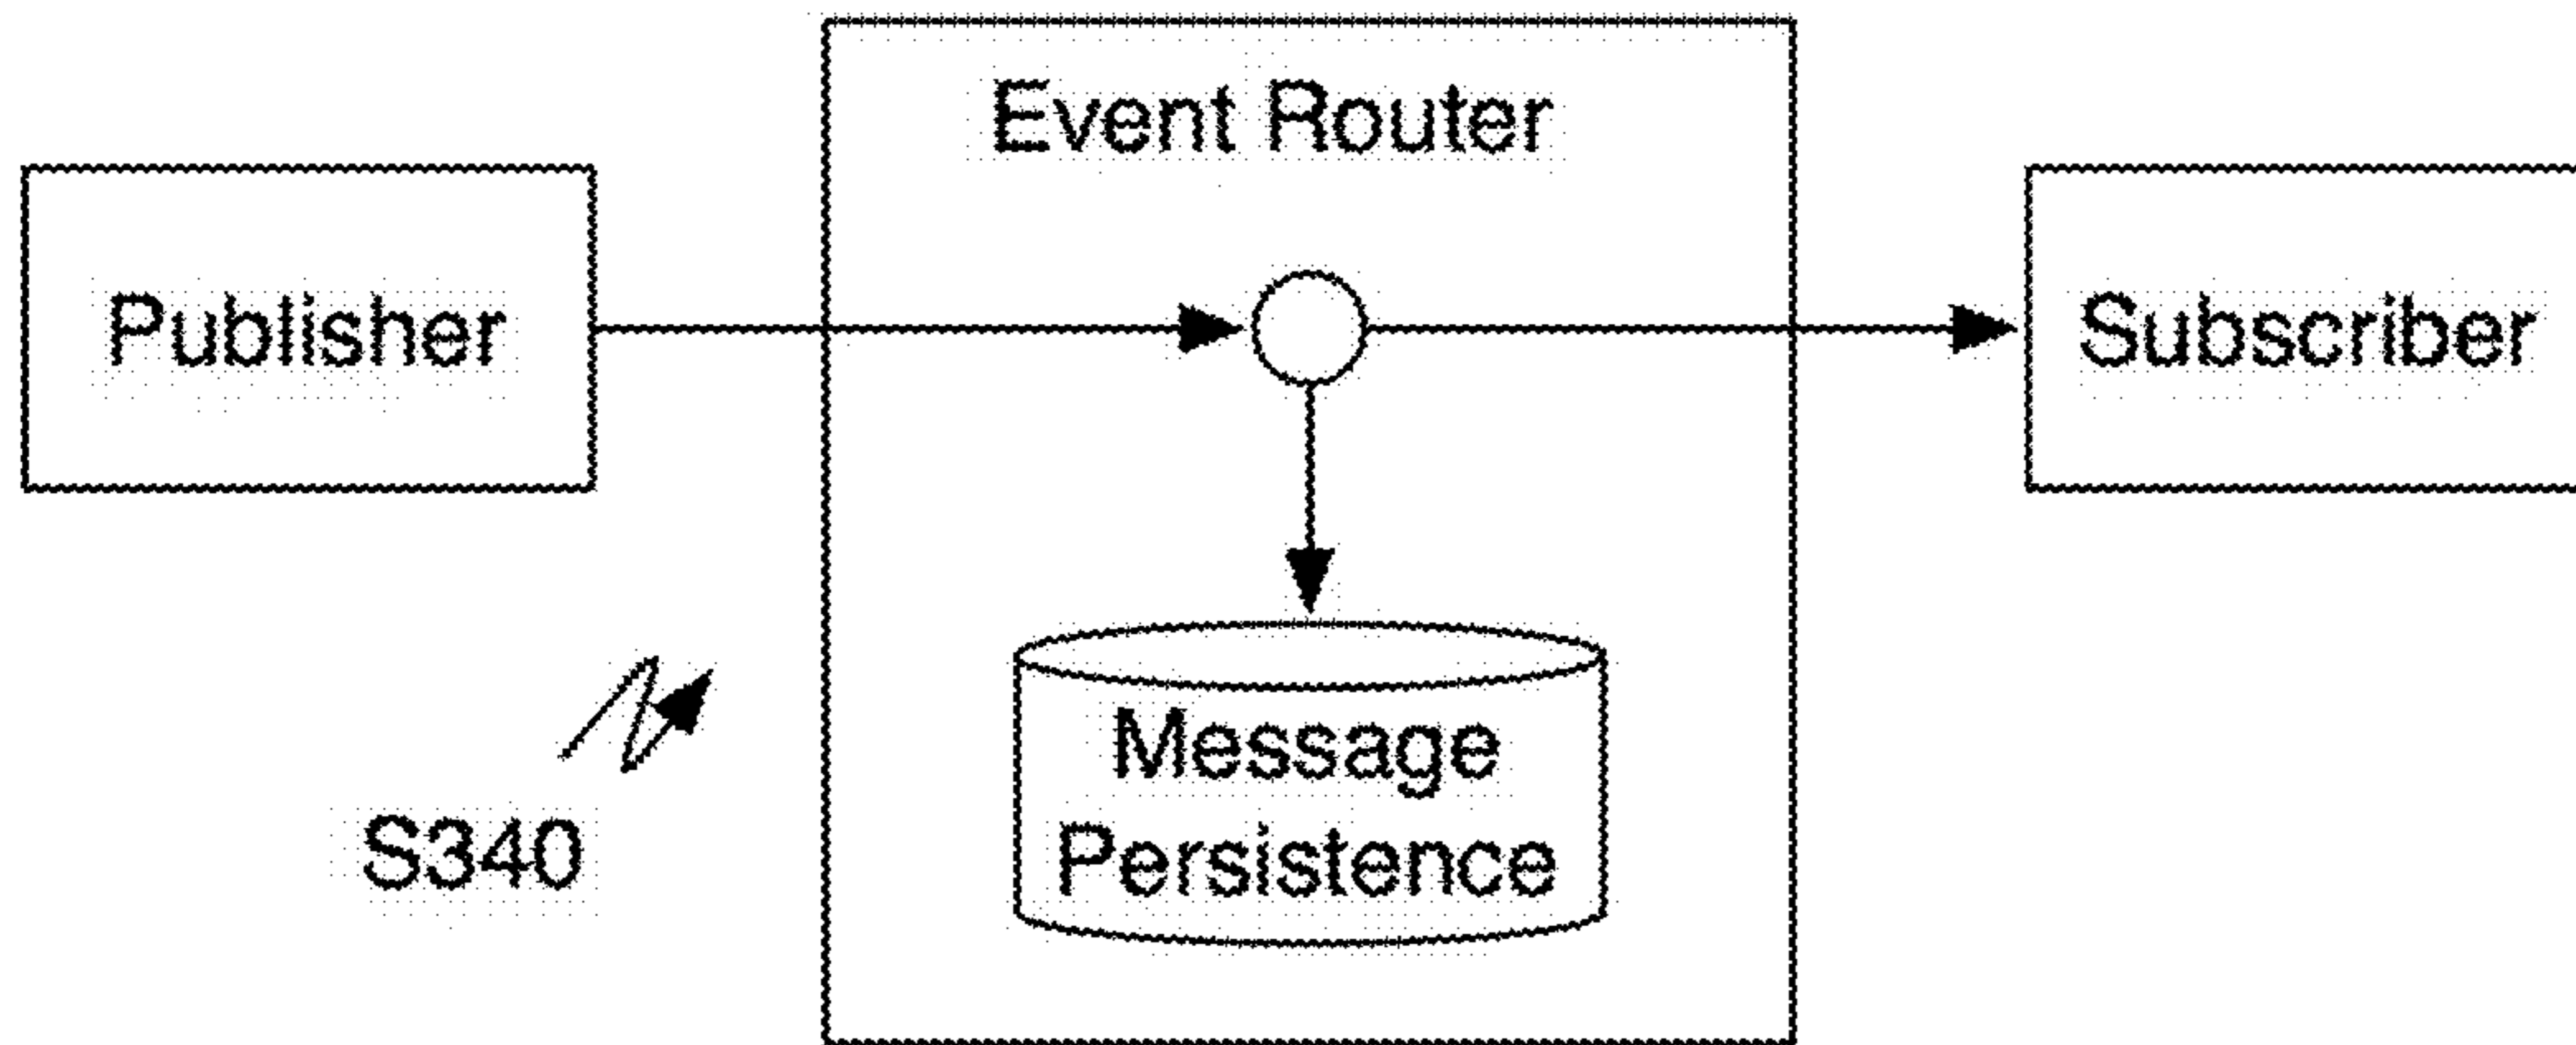 Event Router
Publisher
Subscriber
Message
Persistence
S340